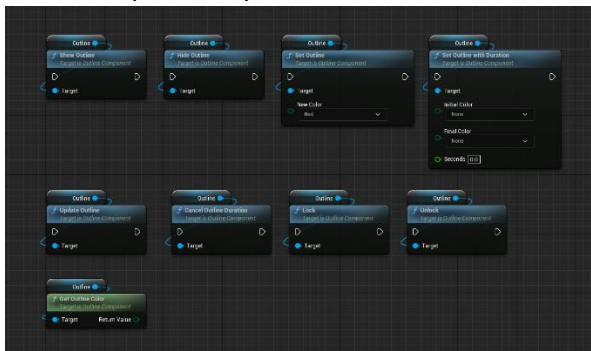 Outline
Show Outline
Target is Outline Component
Target
Outline
Hide Outline
Target is Outline Component
Target
Outline
Set Outline
Target is Outline Component
Target
New Color
Red
Outline
Set Outline with Duration
Target is Outline Component
Target
Initial Color
None
Final Color
None
Seconds 0.0
Outline
Update Outline
Target is Outline Component
Target
Outline
Cancel Outline Duration
Target is Outline Component
Target
Outline
Lock
Target is Outline Component
Target
Outline
Unlock
Target is Outline Component
Target
Outline
Get Outline Color
Target is Outline Component
Target Return Value